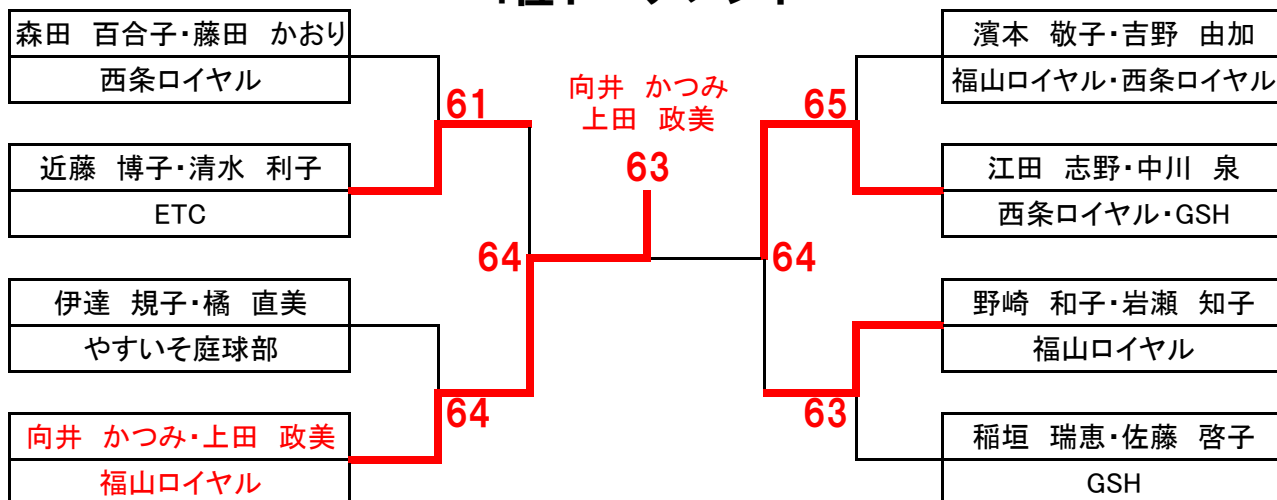 森田　百合子・藤田　かおり
西条ロイヤル
近藤　博子・清水　利子
ETC
伊達　規子・橘　直美
やすいそ庭球部
向井　かつみ・上田　政美
福山ロイヤル
61
64
64
向井　かつみ
上田　政美
63
65
64
63
濱本　敬子・吉野　由加
福山ロイヤル・西条ロイヤル
江田　志野・中川　泉
西条ロイヤル・GSH
野崎　和子・岩瀬　知子
福山ロイヤル
稲垣　瑞恵・佐藤　啓子
GSH